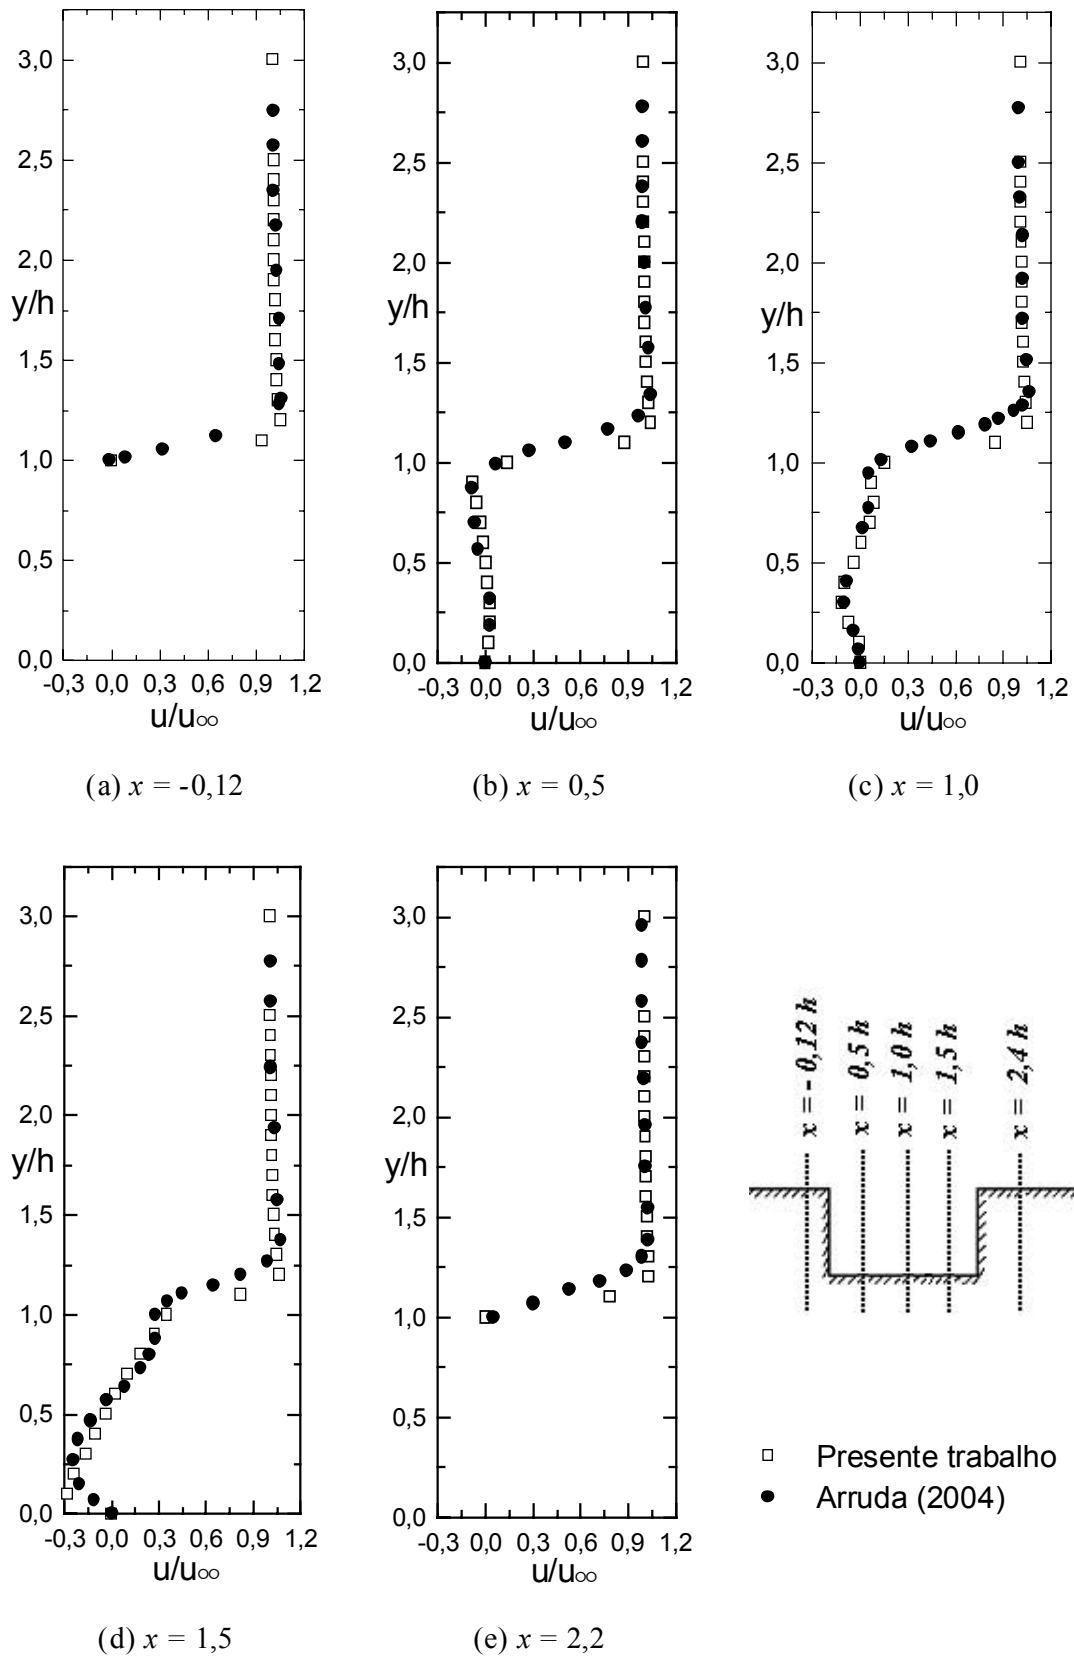 3,0
2,5
2,0
y/h
1,5
1,0
0,5
0,0
-0,3 0,0 0,3 0,6 0,9 1,2
u/u∞
(a) x = -0,12
3,0
2,5
2,0
y/h
1,5
1,0
0,5
0,0
-0,3 0,0 0,3 0,6 0,9 1,2
u/u∞
(b) x = 0,5
3,0
2,5
2,0
y/h
1,5
1,0
0,5
0,0
-0,3 0,0 0,3 0,6 0,9 1,2
u/u∞
(c) x = 1,0
3,0
2,5
2,0
y/h
1,5
1,0
0,5
0,0
-0,3 0,0 0,3 0,6 0,9 1,2
u/u∞
(d) x = 1,5
3,0
2,5
2,0
y/h
1,5
1,0
0,5
0,0
-0,3 0,0 0,3 0,6 0,9 1,2
u/u∞
(e) x = 2,2
x = - 0,12 h
x = 0,5 h
x = 1,0 h
x = 1,5 h
x = 2,4 h
Presente trabalho
Arruda (2004)